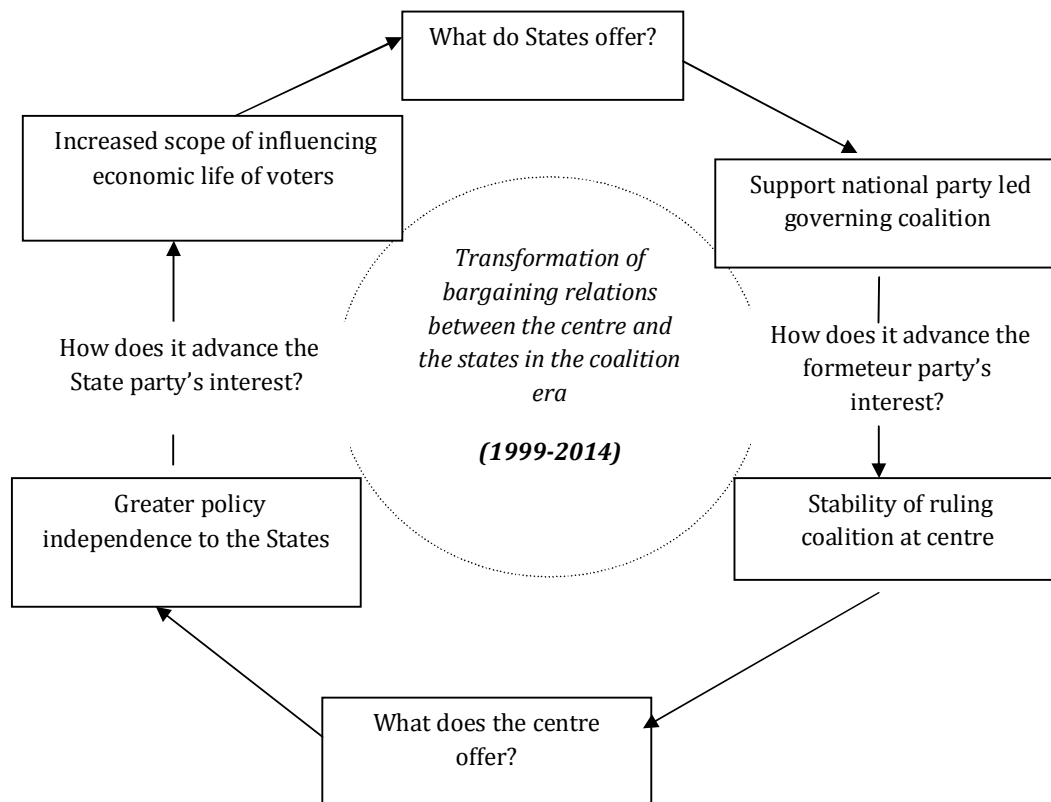 What do States offer?
Increased scope of influencing
economic life of voters
Support national party led
governing coalition
Transformation of
bargaining relations
between the centre and
the states in the coalition
era
(1999-2014)
How does it advance the
State party’s interest?
How does it advance the
formeteur party’s
interest?
Greater policy
independence to the States
Stability of ruling
coalition at centre
What does the centre
offer?